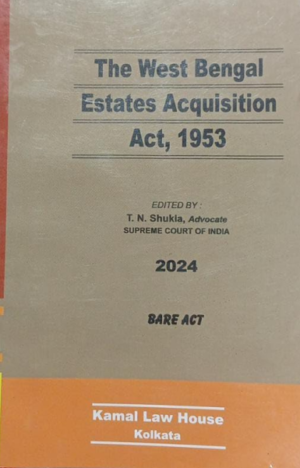 The West Bengal
Estates Acquisition
Act, 1953
EDITED BY :
T. N. Shukla, Advocate
SUPREME COURT OF INDIA
2024
BARE ACT
Kamal Law House
Kolkata